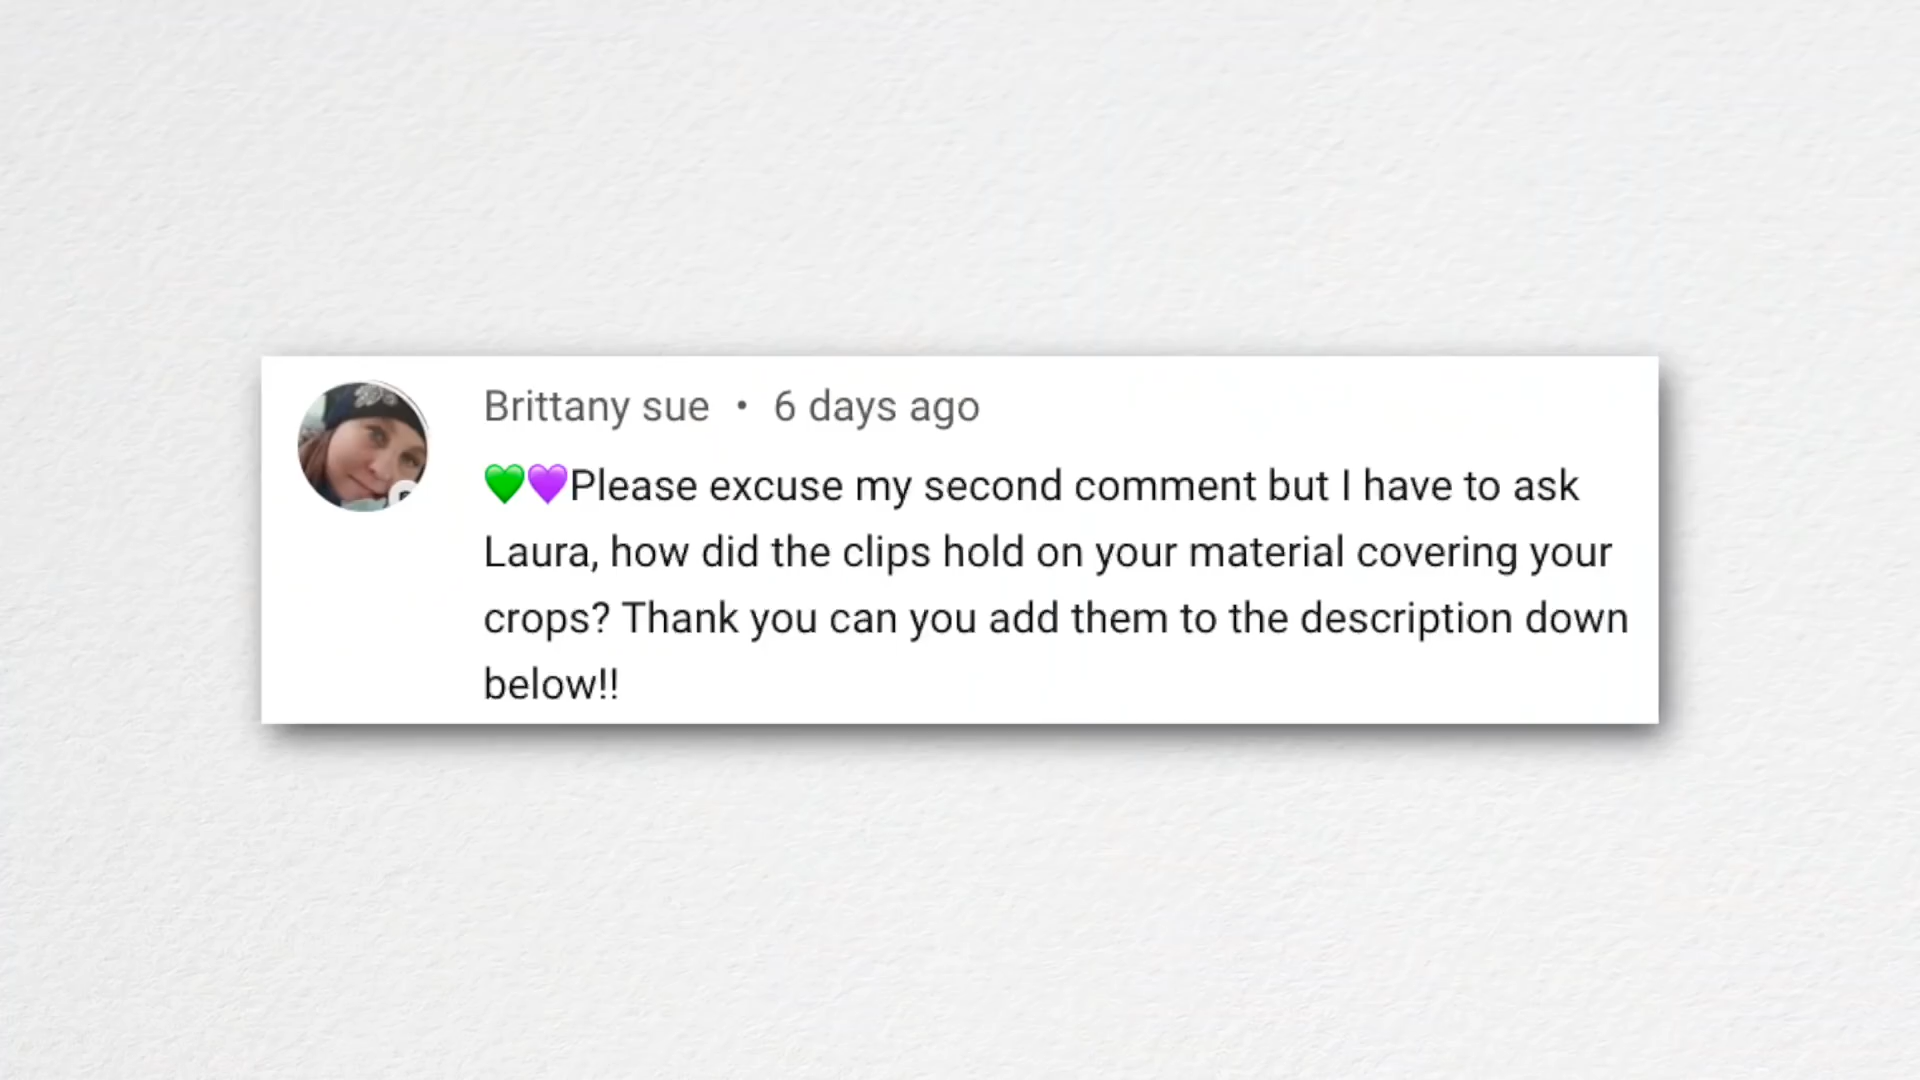 Brittany sue • 6 days ago
💚💜Please excuse my second comment but I have to ask
Laura, how did the clips hold on your material covering your
crops? Thank you can you add them to the description down
below!!